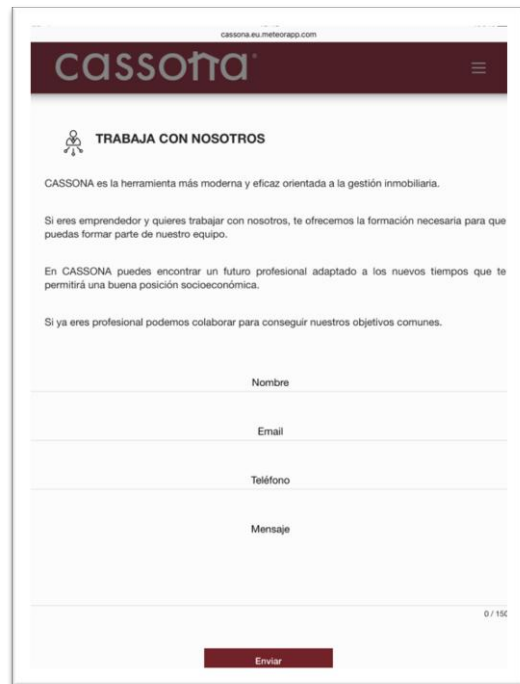 cassona.eu.meteorapp.com
cassona
TRABAJA CON NOSOTROS
CASSONA es la herramienta más moderna y eficaz orientada a la gestión inmobiliaria.
Si eres emprendedor y quieres trabajar con nosotros, te ofrecemos la formación necesaria para que
puedas formar parte de nuestro equipo.
En CASSONA puedes encontrar un futuro profesional adaptado a los nuevos tiempos que te
permitirá una buena posición socioeconómica.
Si ya eres profesional podemos colaborar para conseguir nuestros objetivos comunes.
Nombre
Email
Teléfono
Mensaje
0 / 150
Enviar